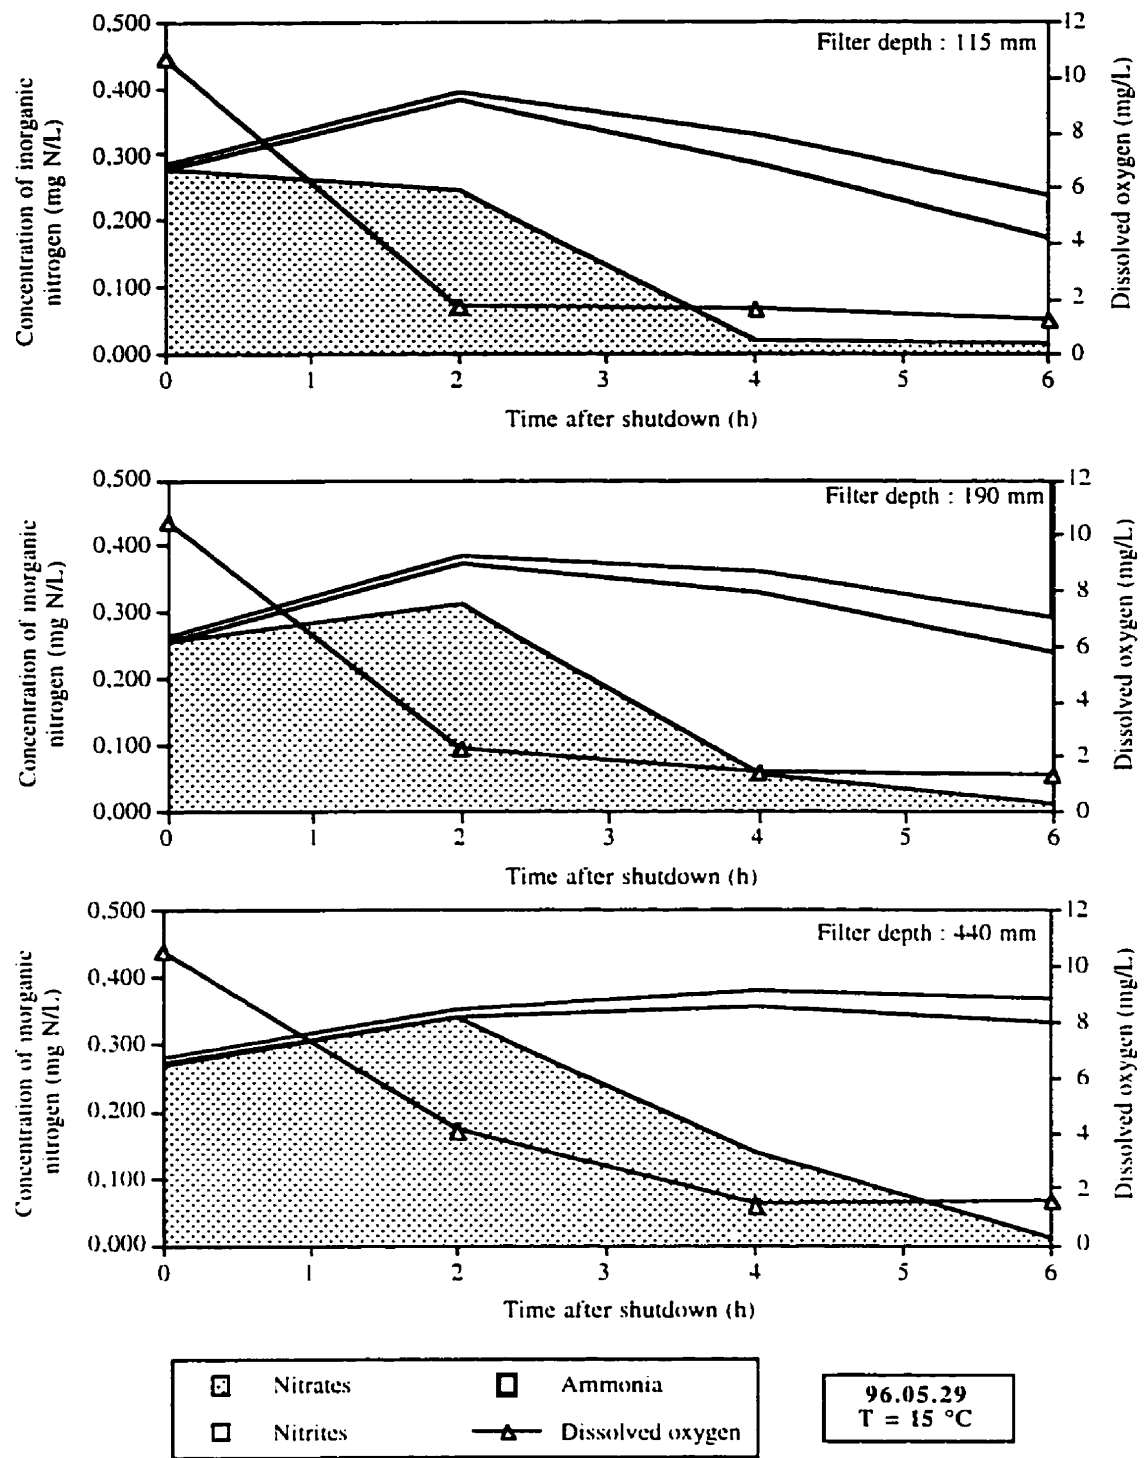 Filter depth : 115 mm
Concentration of inorganic
nitrogen (mg N/L)
0.500
0.400
0.300
0.200
0.100
0.000
12
10
8
6
4
2
0
Dissolved oxygen (mg/L)
0 1 2 3 4 5 6
Time after shutdown (h)
Filter depth : 190 mm
Concentration of inorganic
nitrogen (mg N/L)
0.500
0.400
0.300
0.200
0.100
0.000
12
10
8
6
4
2
0
Dissolved oxygen (mg/L)
0 1 2 3 4 5 6
Time after shutdown (h)
Filter depth : 440 mm
Concentration of inorganic
nitrogen (mg N/L)
0.500
0.400
0.300
0.200
0.100
0.000
12
10
8
6
4
2
0
Dissolved oxygen (mg/L)
0 1 2 3 4 5 6
Time after shutdown (h)
Nitrates Ammonia
Nitrites Dissolved oxygen
96.05.29
T = 15 °C